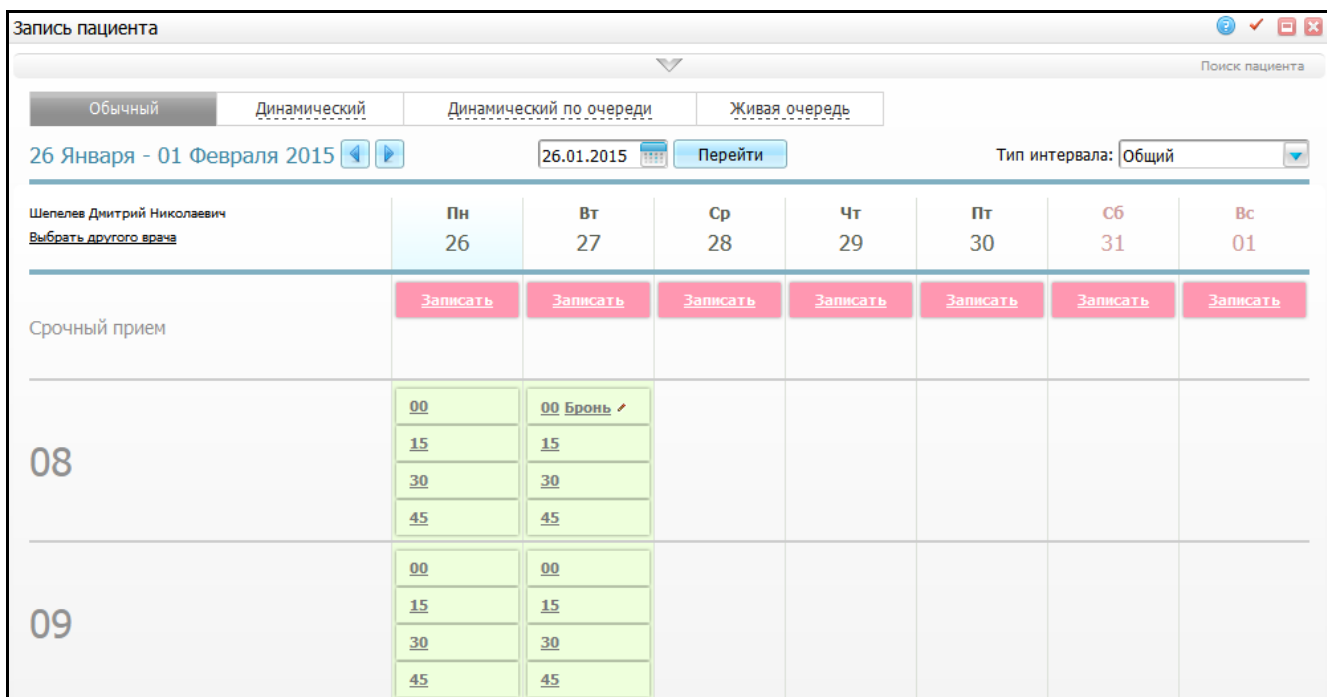 Запись пациента
Поиск пациента
Обычный Динамический Динамический по очереди Живая очередь
26 Января - 01 Февраля 2015 26.01.2015 Перейти Тип интервала: Общий
Шепелев Дмитрий Николаевич Пн Вт Ср Чт Пт Сб Вс
Выбрать другого врача 26 27 28 29 30 31 01
Записать Записать Записать Записать Записать Записать Записать
Срочный прием
00 00 Бронь
15 15
08
30 30
45 45
00 00
15 15
09
30 30
45 45